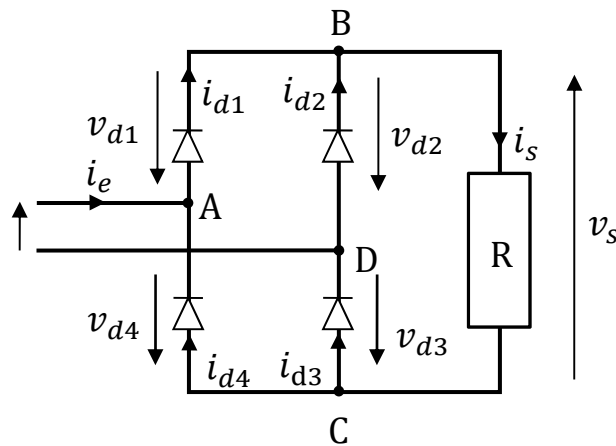 B
i_{d1} i_{d2}
v_{d1} v_{d2} i_s
i_e A v_s
D R
v_{d4} v_{d3}
i_{d4} i_{d3}
C